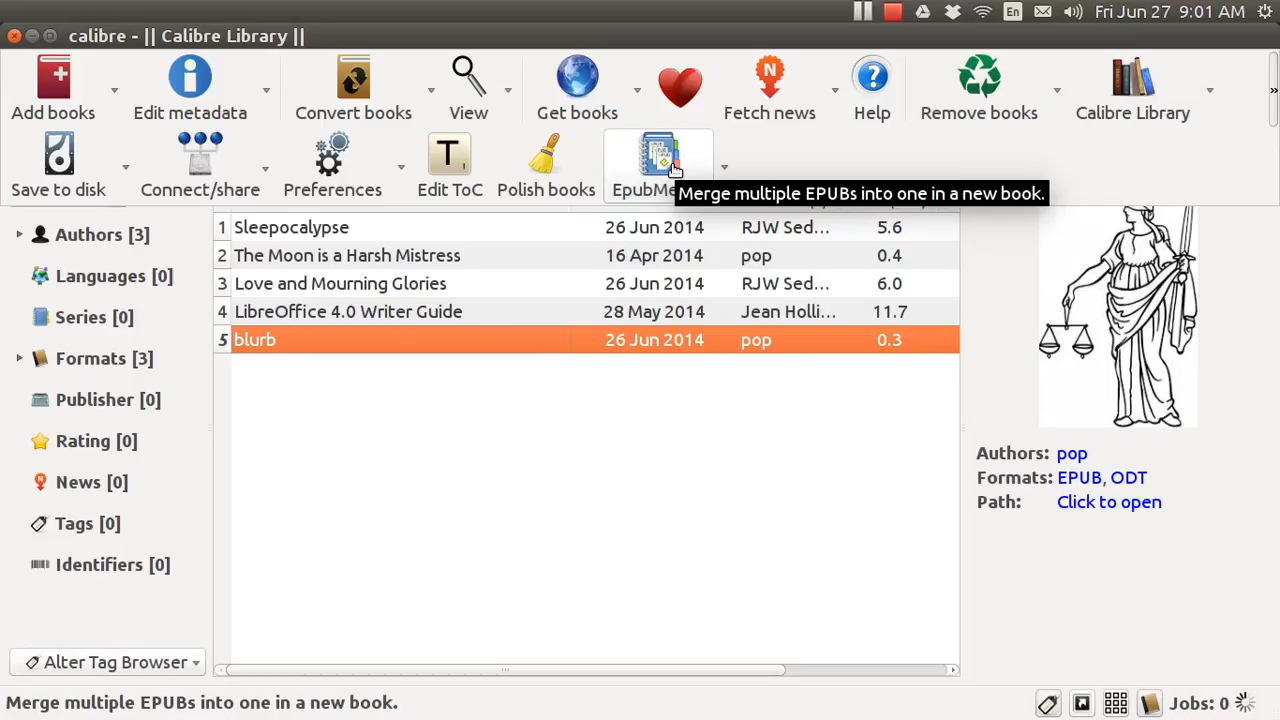 En Fri Jun 27 9:01 AM
calibre - || Calibre Library ||
Add books Edit metadata Convert books View Get books Fetch news Help Remove books Calibre Library
Save to disk Connect/share Preferences Edit ToC Polish books EpubMe
Merge multiple EPUBs into one in a new book.
Authors [3]
Languages [0]
Series [0]
Formats [3]
Publisher [0]
Rating [0]
News [0]
Tags [0]
Identifiers [0]
Alter Tag Browser
1 Sleepocalypse 26 Jun 2014 RJW Sed... 5.6
2 The Moon is a Harsh Mistress 16 Apr 2014 pop 0.4
3 Love and Mourning Glories 26 Jun 2014 RJW Sed... 6.0
4 LibreOffice 4.0 Writer Guide 28 May 2014 Jean Holli... 11.7
5 blurb 26 Jun 2014 pop 0.3
Authors: pop
Formats: EPUB, ODT
Path: Click to open
Merge multiple EPUBs into one in a new book.
Jobs: 0